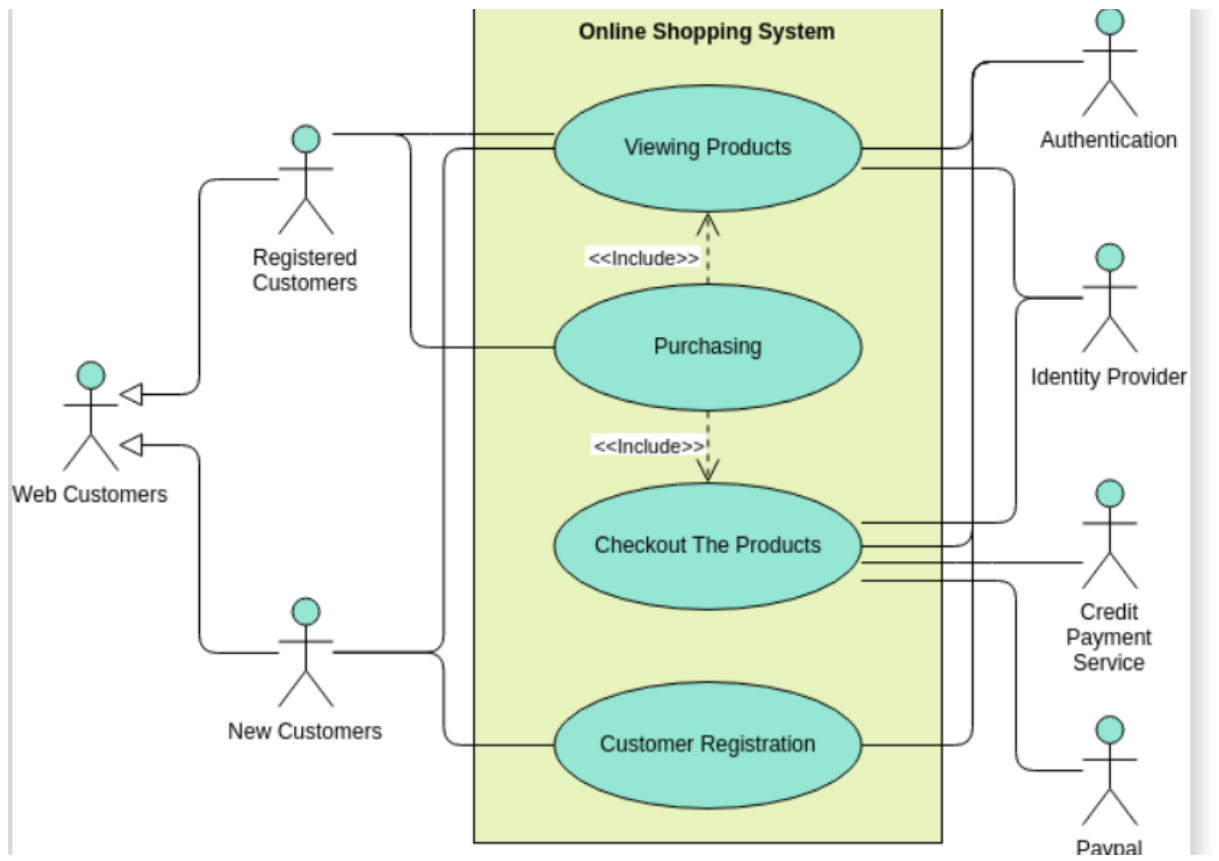 Online Shopping System
Viewing Products
Authentication
Registered
Customers
<<Include>>
Purchasing
Identity Provider
<<Include>>
Web Customers
Checkout The Products
Credit
Payment
Service
New Customers
Customer Registration
Paypal